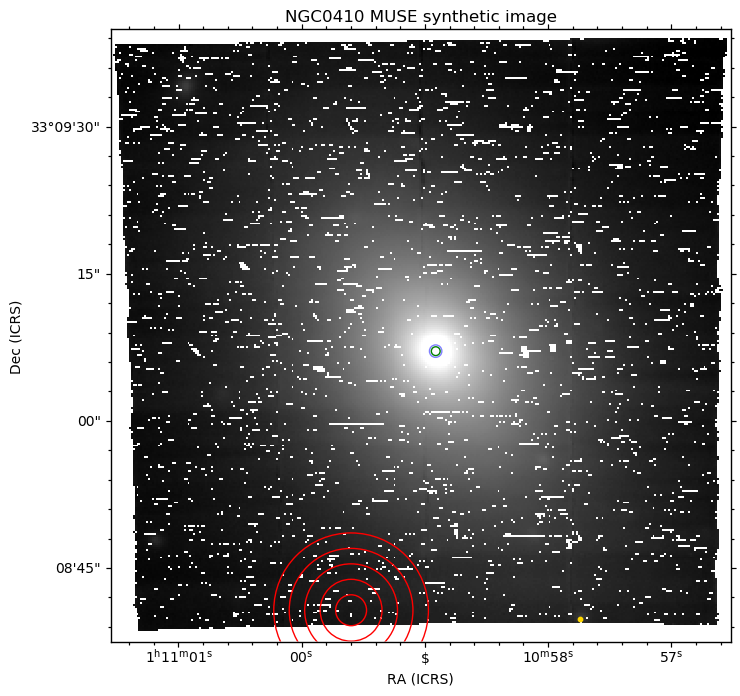 NGC0410 MUSE synthetic image
33°09'30"
15"
00"
08'45"
Dec (ICRS)
1ʰ11ᵐ01ˢ 00ˢ $ 10ᵐ58ˢ 57ˢ
RA (ICRS)